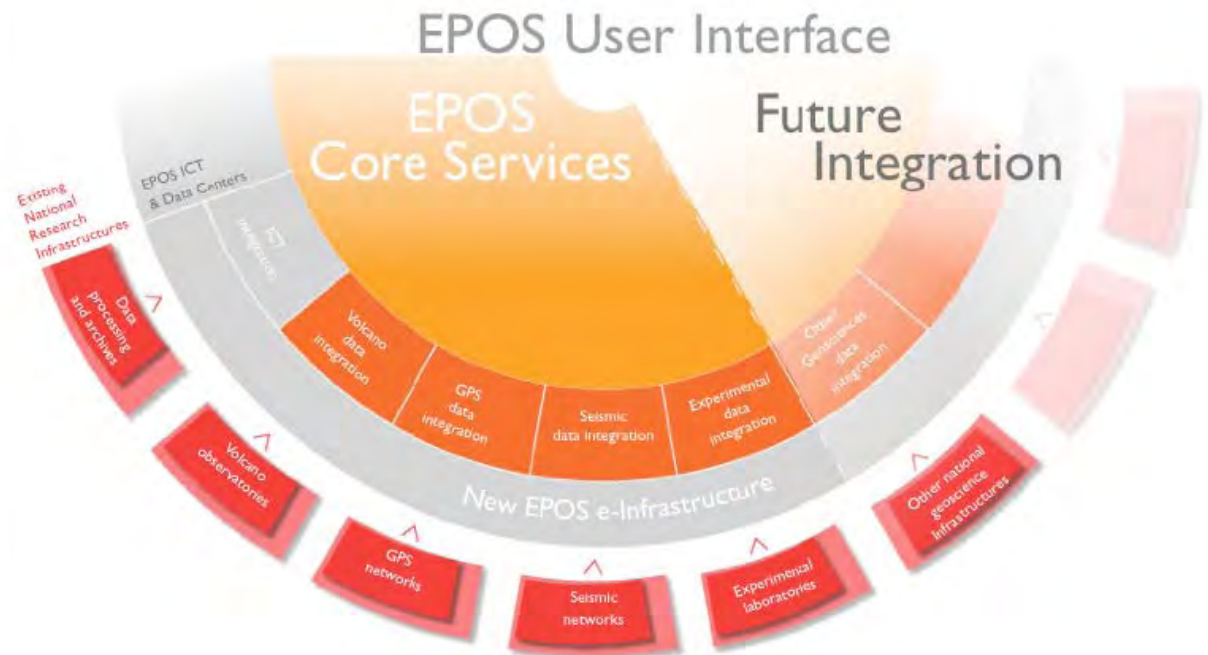 EPOS User Interface
EPOS
Core Services
Future
Integration
EPOS ICT
& Data Centers
Existing
National
Research
Infrastructures
ICT
integration
Volcano
data
integration
GPS
data
integration
Seismic
data integration
Experimental
data
integration
Other
Geosciences
data
integration
New EPOS e-Infrastructure
Data
processing
and archives
Volcano
observatories
GPS
networks
Seismic
networks
Experimental
laboratories
Other national
geoscience
Infrastructures